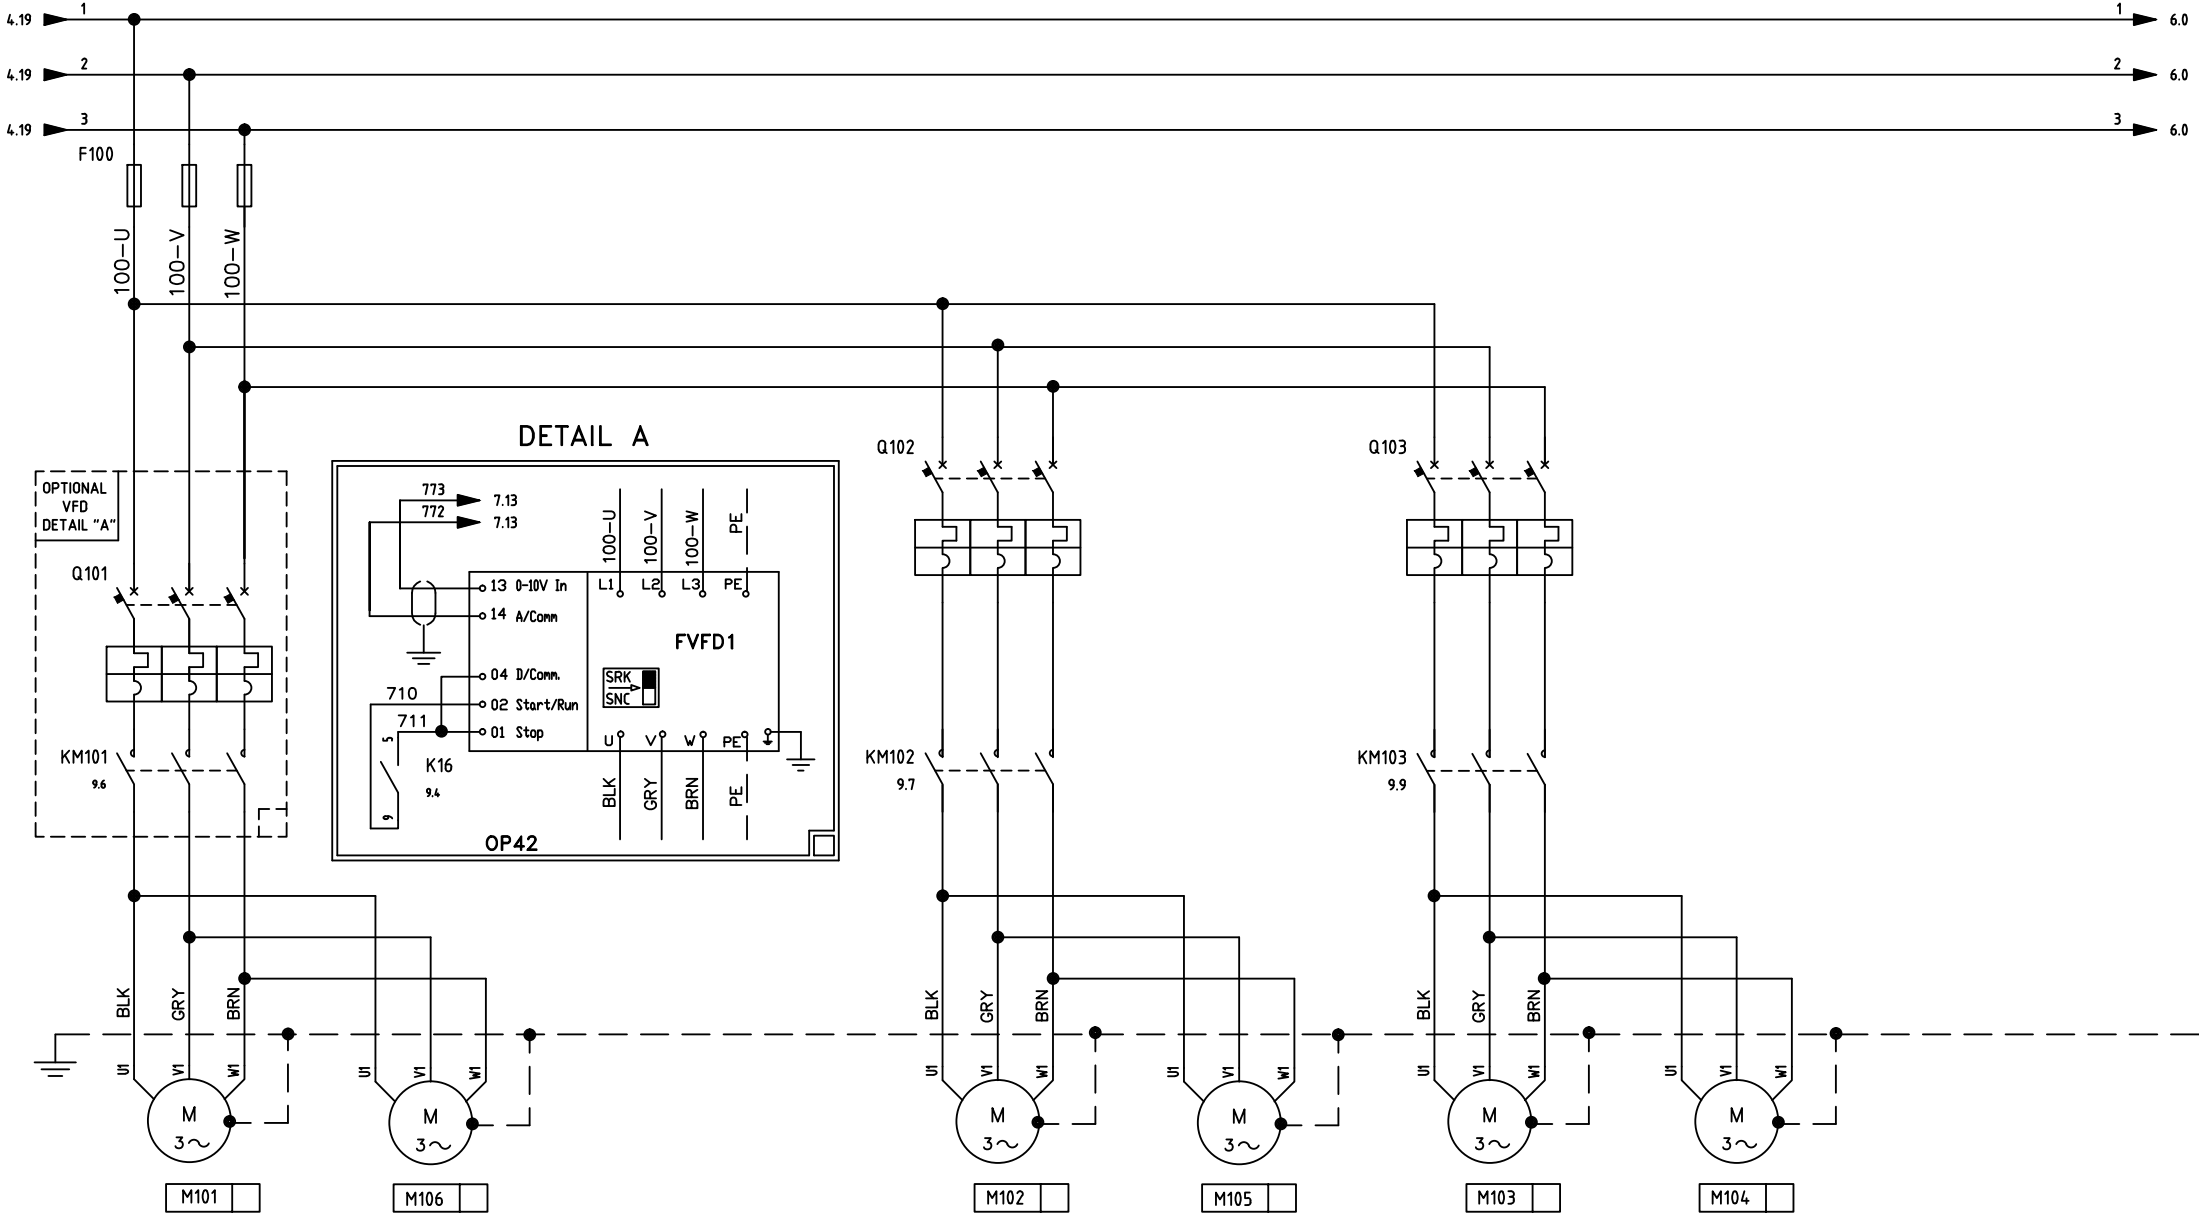 4.19 1 1 6.0
4.19 2 2 6.0
4.19 3 3 6.0
F100
100-U 100-V 100-W
DETAIL A
Q102 Q103
OPTIONAL
VFD
DETAIL "A"
773 7.13
772 7.13
100-U 100-V 100-W PE
Q101
13 0-10V In L1 L2 L3 PE
14 A/Comm
FVFD1
04 D/Comm.
SRK
SNC
710 02 Start/Run
711 01 Stop
U V W PE
5
KM101 K16 KM102 KM103
9.6 9.4 9.7 9.9
BLK GRY BRN PE
9
OP42
BLK GRY BRN BLK GRY BRN BLK GRY BRN
U1 V1 W1 U1 V1 W1 U1 V1 W1 U1 V1 W1 U1 V1 W1 U1 V1 W1
M M M M M M
3~ 3~ 3~ 3~ 3~ 3~
M101 M106 M102 M105 M103 M104